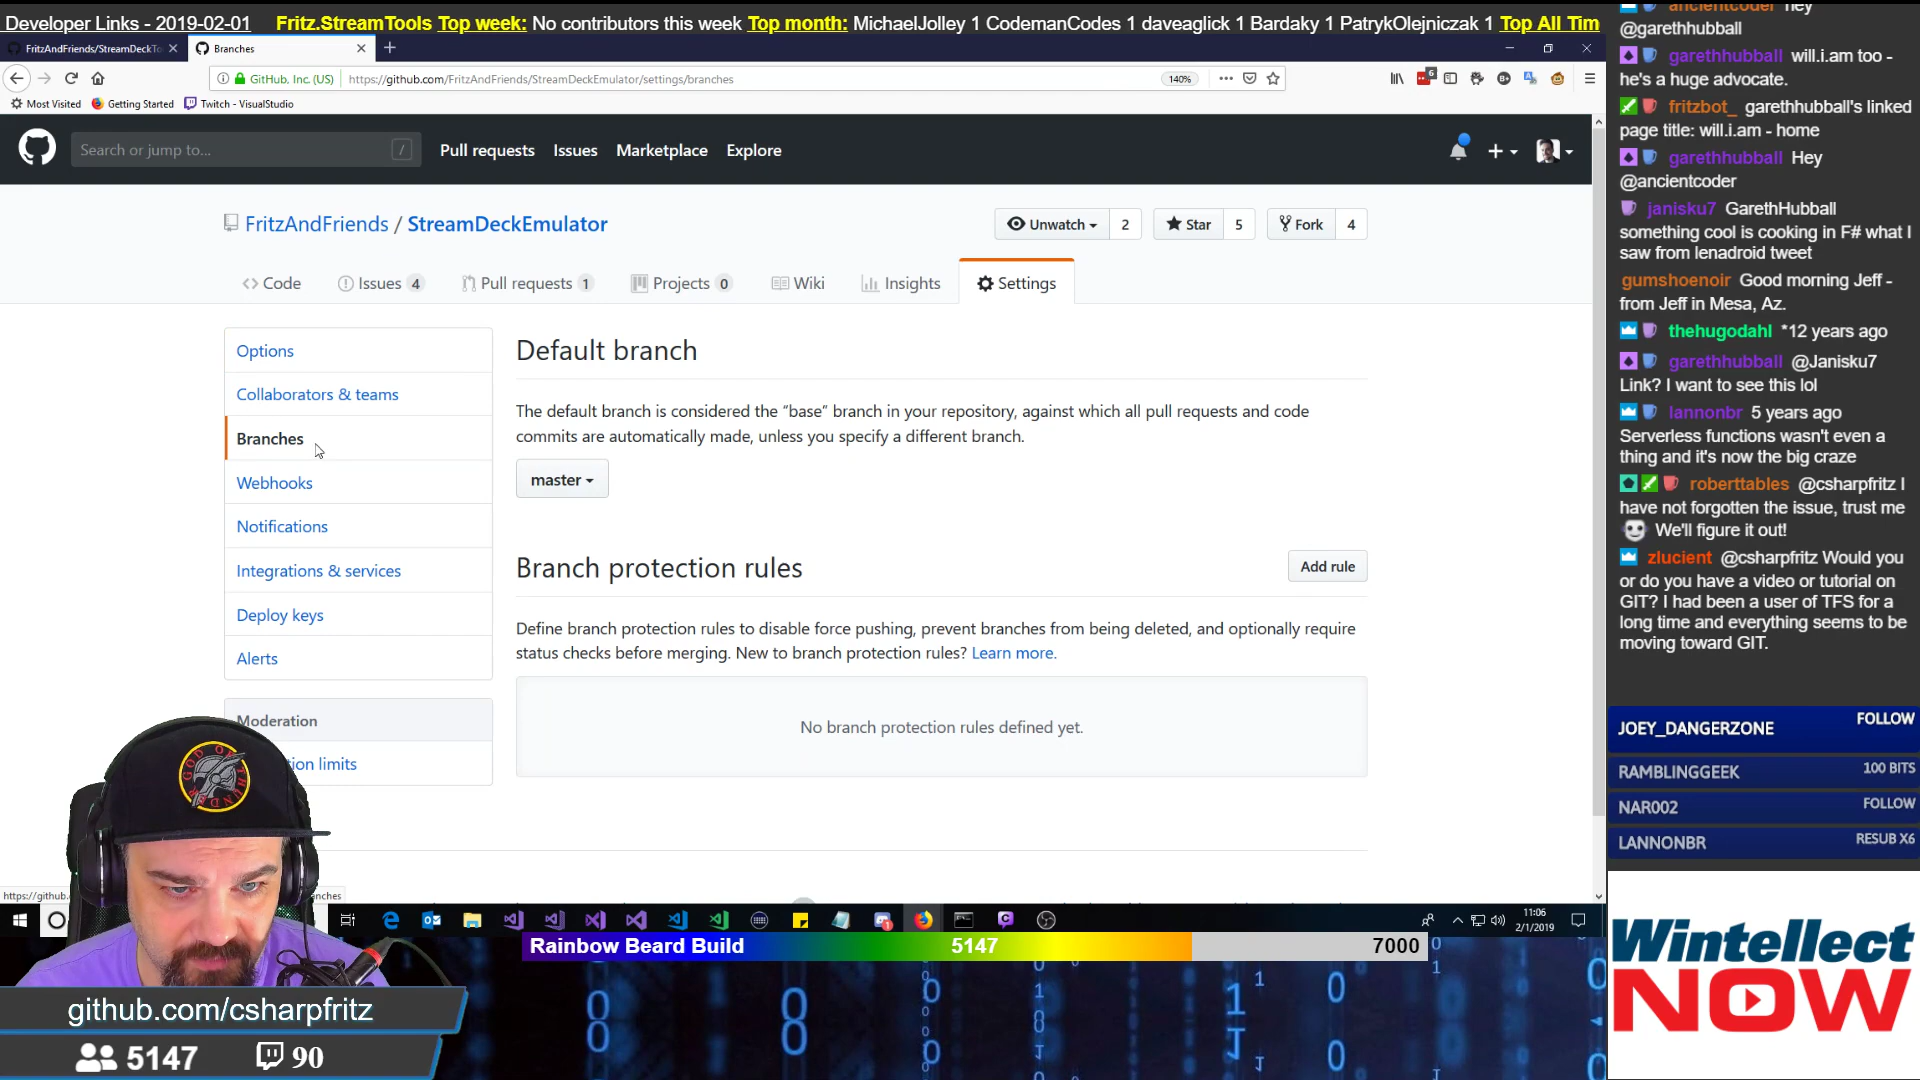 Developer Links - 2019-02-01 Fritz.StreamTools Top week: No contributors this week Top month: MichaelJolley 1 CodemanCodes 1 daveaglick 1 Bardaky 1 PatrykOlejniczak 1 Top All Tim
FritzAndFriends/StreamDeckTo
Branches
GitHub, Inc. (US) https://github.com/FritzAndFriends/StreamDeckEmulator/settings/branches 140%
Most Visited Getting Started Twitch - VisualStudio
Search or jump to... / Pull requests Issues Marketplace Explore
FritzAndFriends / StreamDeckEmulator
Unwatch 2 Star 5 Fork 4
Code Issues 4 Pull requests 1 Projects 0 Wiki Insights Settings
Options
Collaborators & teams
Branches
Webhooks
Notifications
Integrations & services
Deploy keys
Alerts
Moderation
tion limits
Default branch
The default branch is considered the “base” branch in your repository, against which all pull requests and code
commits are automatically made, unless you specify a different branch.
master
Branch protection rules
Add rule
Define branch protection rules to disable force pushing, prevent branches from being deleted, and optionally require
status checks before merging. New to branch protection rules? Learn more.
No branch protection rules defined yet.
https://github. nches
11:06
2/1/2019
ancientcoder hey
@garethhubball
garethhubball will.i.am too -
he's a huge advocate.
fritzbot_ garethhubball's linked
page title: will.i.am - home
garethhubball Hey
@ancientcoder
janisku7 GarethHubball
something cool is cooking in F# what I
saw from lenadroid tweet
gumshoenoir Good morning Jeff -
from Jeff in Mesa, Az.
thehugodahl *12 years ago
garethhubball @Janisku7
Link? I want to see this lol
lannonbr 5 years ago
Serverless functions wasn't even a
thing and it's now the big craze
roberttables @csharpfritz I
have not forgotten the issue, trust me
We'll figure it out!
zlucient @csharpfritz Would you
or do you have a video or tutorial on
GIT? I had been a user of TFS for a
long time and everything seems to be
moving toward GIT.
JOEY_DANGERZONE FOLLOW
RAMBLINGGEEK 100 BITS
NAR002 FOLLOW
LANNONBR RESUB X6
Wintellect
NOW
GOD OF THUNDER
Rainbow Beard Build 5147 7000
github.com/csharpfritz
5147 90